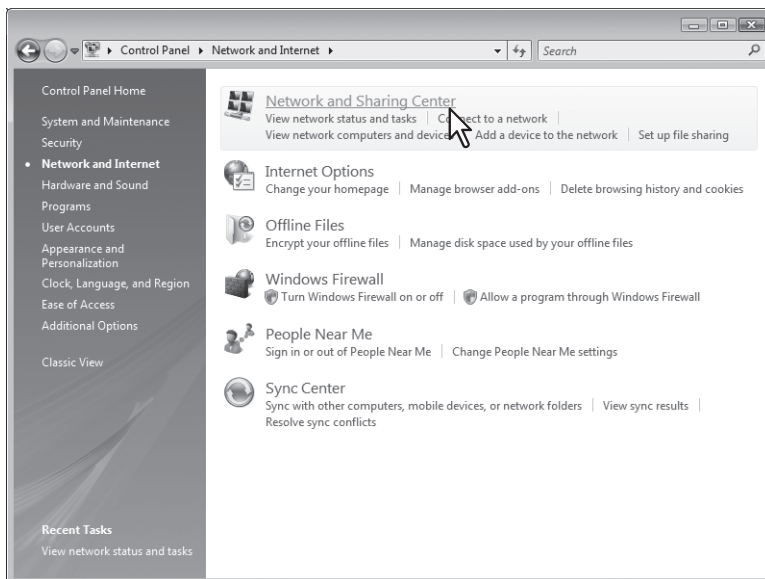 Control Panel Network and Internet
Search
Control Panel Home
System and Maintenance
Security
Network and Internet
Hardware and Sound
Programs
User Accounts
Appearance and
Personalization
Clock, Language, and Region
Ease of Access
Additional Options
Classic View
Recent Tasks
View network status and tasks
Network and Sharing Center
View network status and tasks Connect to a network
View network computers and devices Add a device to the network Set up file sharing
Internet Options
Change your homepage Manage browser add-ons Delete browsing history and cookies
Offline Files
Encrypt your offline files Manage disk space used by your offline files
Windows Firewall
Turn Windows Firewall on or off Allow a program through Windows Firewall
People Near Me
Sign in or out of People Near Me Change People Near Me settings
Sync Center
Sync with other computers, mobile devices, or network folders View sync results
Resolve sync conflicts